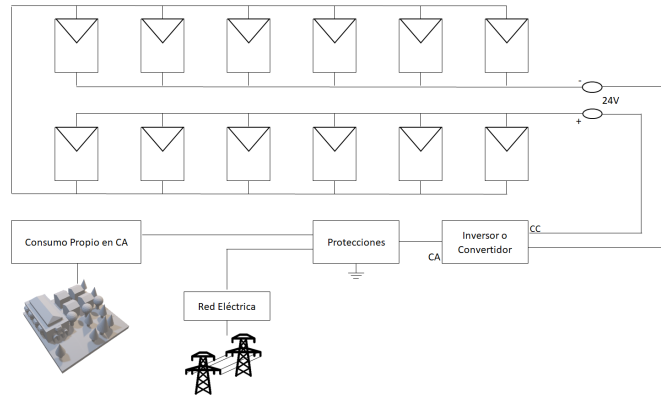 -
24V
+
Consumo Propio en CA
Protecciones
Inversor o
Convertidor
CC
CA
Red Eléctrica